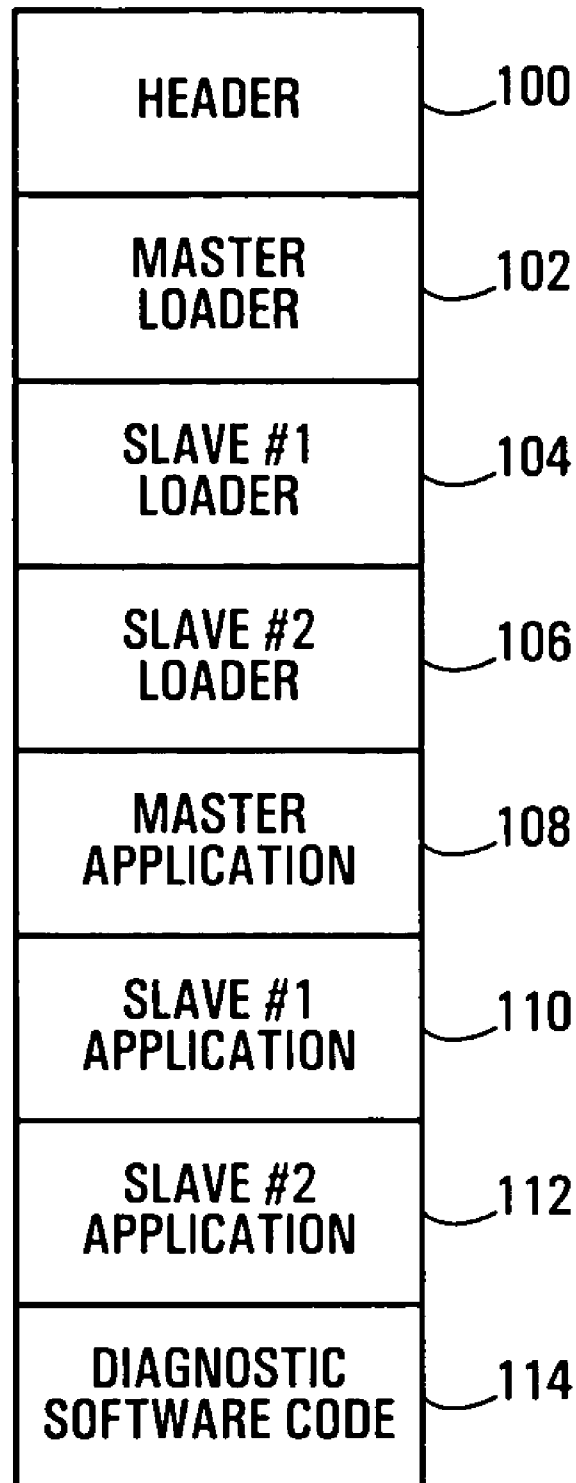 HEADER
100
MASTER
LOADER
102
SLAVE #1
LOADER
104
SLAVE #2
LOADER
106
MASTER
APPLICATION
108
SLAVE #1
APPLICATION
110
SLAVE #2
APPLICATION
112
DIAGNOSTIC
SOFTWARE CODE
114